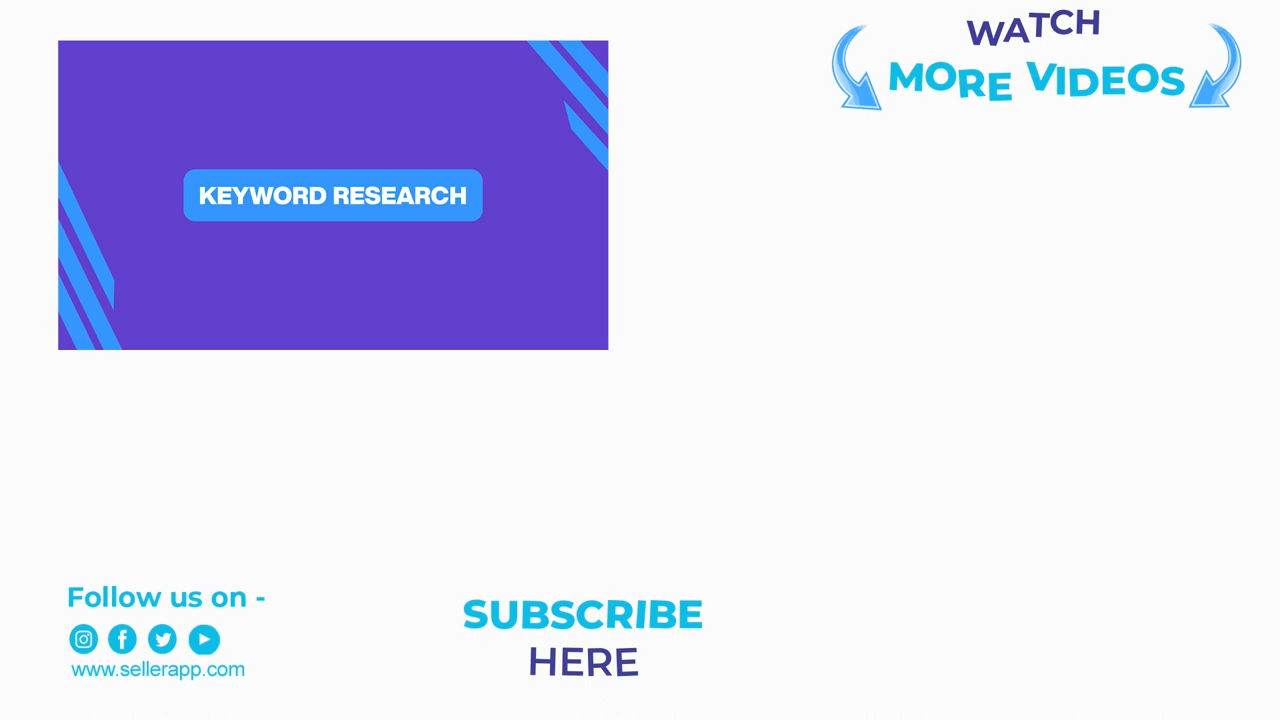 WATCH
MORE VIDEOS
KEYWORD RESEARCH
Follow us on -
www.sellerapp.com
SUBSCRIBE
HERE